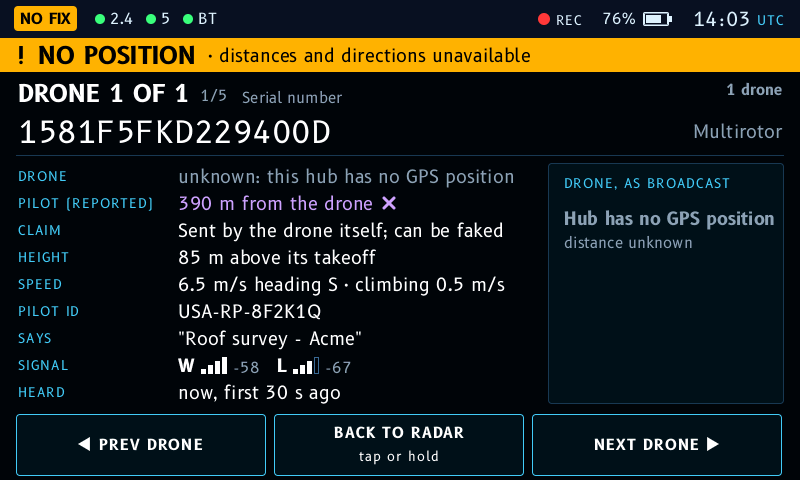 NO FIX 2.4 5 BT REC 76% 14:03 UTC
! NO POSITION · distances and directions unavailable
DRONE 1 OF 1 1/5 Serial number 1 drone
1581F5FKD229400D Multirotor
DRONE unknown: this hub has no GPS position
PILOT (REPORTED) 390 m from the drone ✕
CLAIM Sent by the drone itself; can be faked
HEIGHT 85 m above its takeoff
SPEED 6.5 m/s heading S · climbing 0.5 m/s
PILOT ID USA-RP-8F2K1Q
SAYS "Roof survey - Acme"
SIGNAL W -58 L -67
HEARD now, first 30 s ago
DRONE, AS BROADCAST
Hub has no GPS position
distance unknown
◀ PREV DRONE
BACK TO RADAR
tap or hold
NEXT DRONE ▶